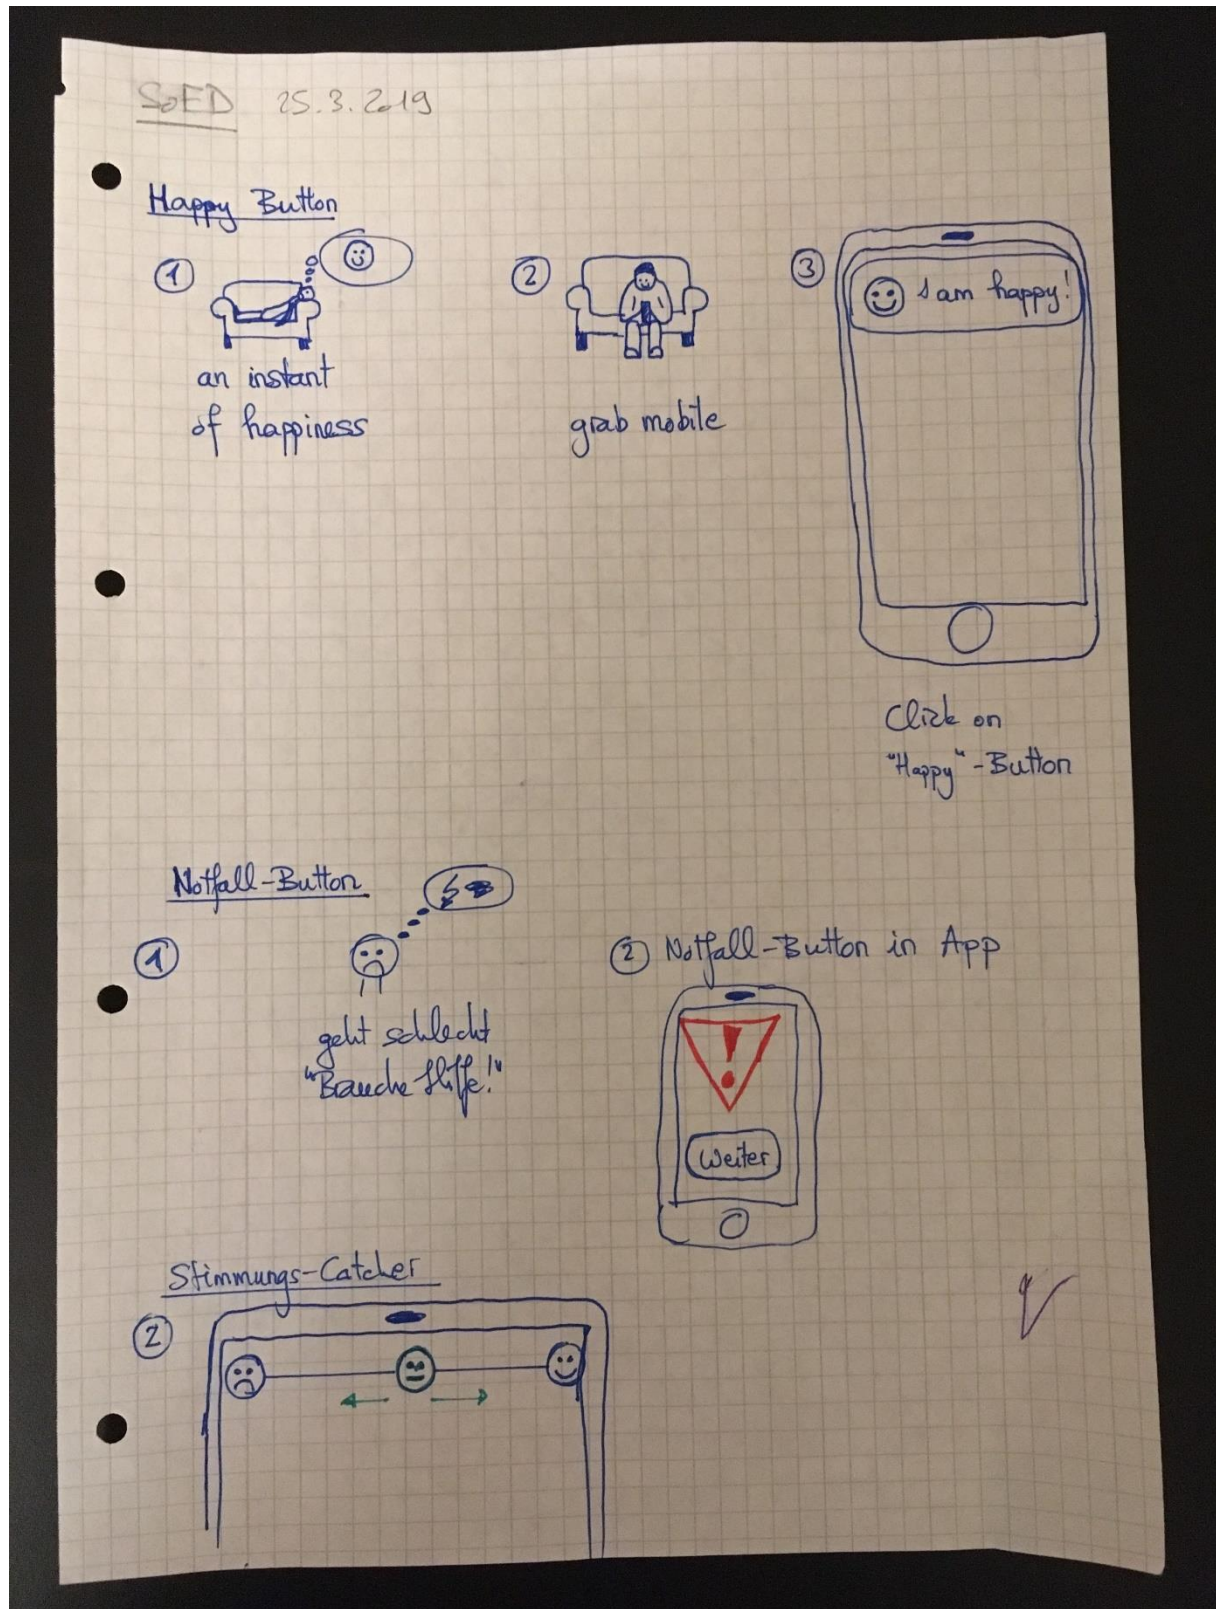 SoED 25.3.2019
Happy Button
1
an instant
of happiness
2
grab mobile
3
I am happy!
Click on
"Happy"-Button
Notfall-Button
1
geht schlecht
"Brauche Hilfe!"
2 Notfall-Button in App
!
Weiter
Stimmungs-Catcher
2